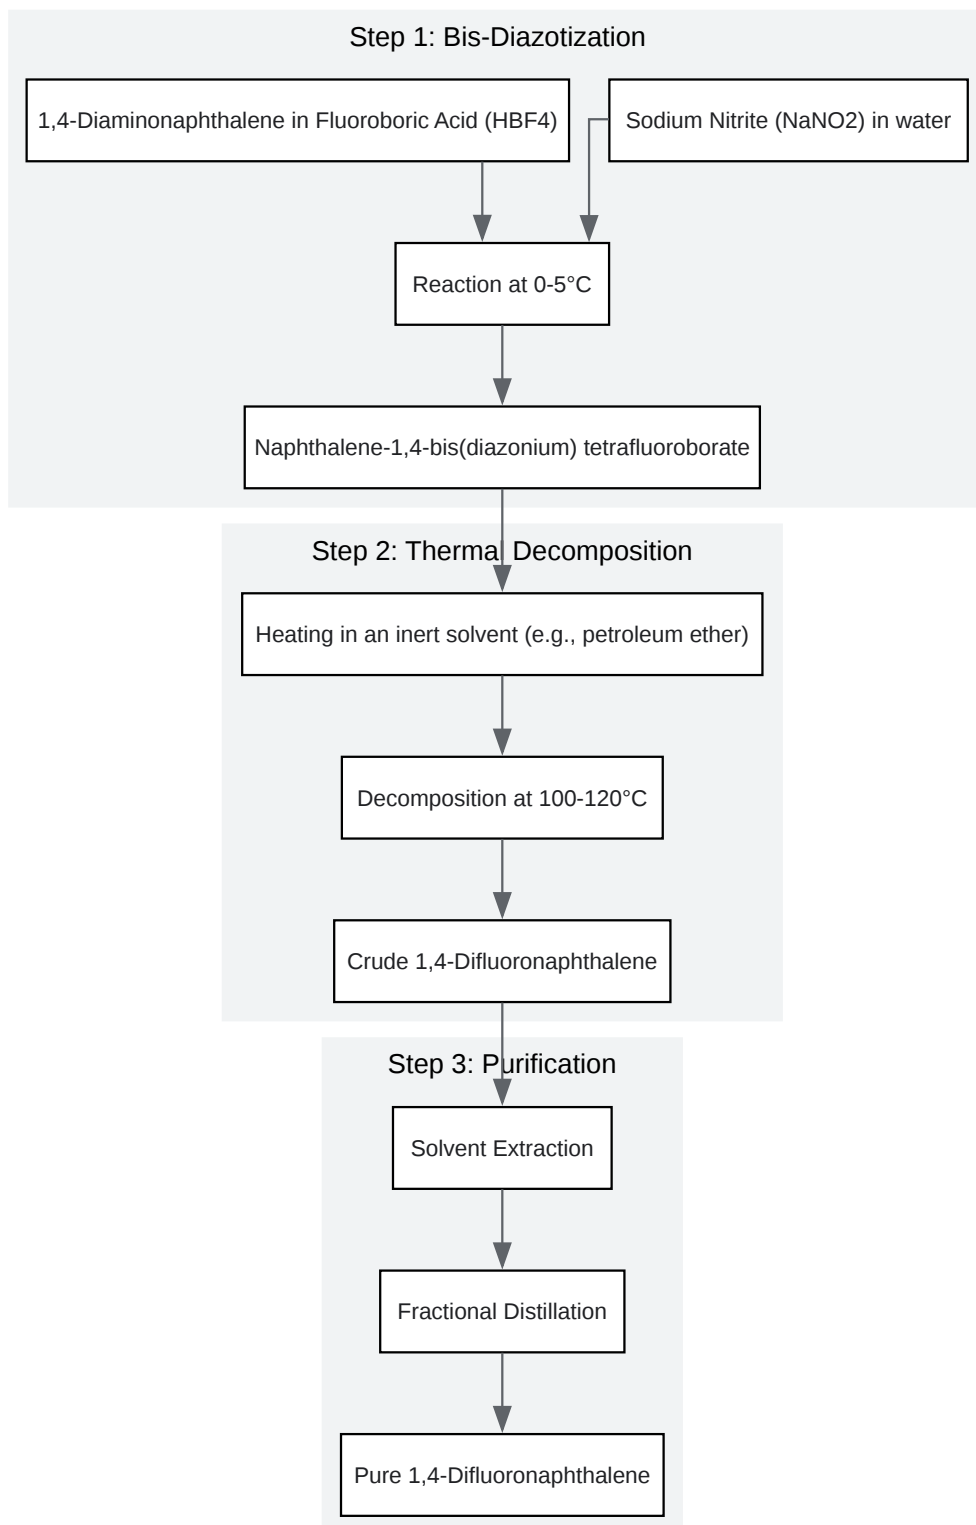 Step 1: Bis-Diazotization
1,4-Diaminonaphthalene in Fluoroboric Acid (HBF4)
Sodium Nitrite (NaNO2) in water
Reaction at 0-5°C
Naphthalene-1,4-bis(diazonium) tetrafluoroborate
Step 2: Thermal Decomposition
Heating in an inert solvent (e.g., petroleum ether)
Decomposition at 100-120°C
Crude 1,4-Difluoronaphthalene
Step 3: Purification
Solvent Extraction
Fractional Distillation
Pure 1,4-Difluoronaphthalene